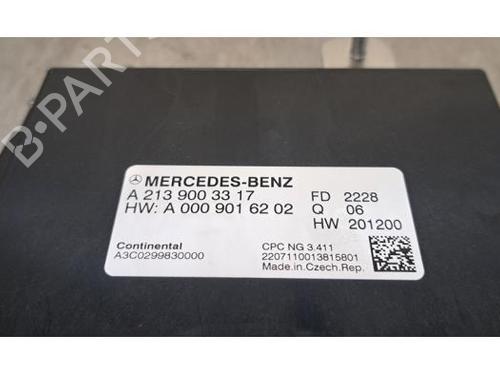 MERCEDES-BENZ
A 213 900 33 17
HW: A 000 901 62 02
FD 2228
Q 06
HW 201200
Continental
A3C0299830000
CPC NG 3.411
2207110013815801
Made.in.Czech.Rep.
B-PARTS